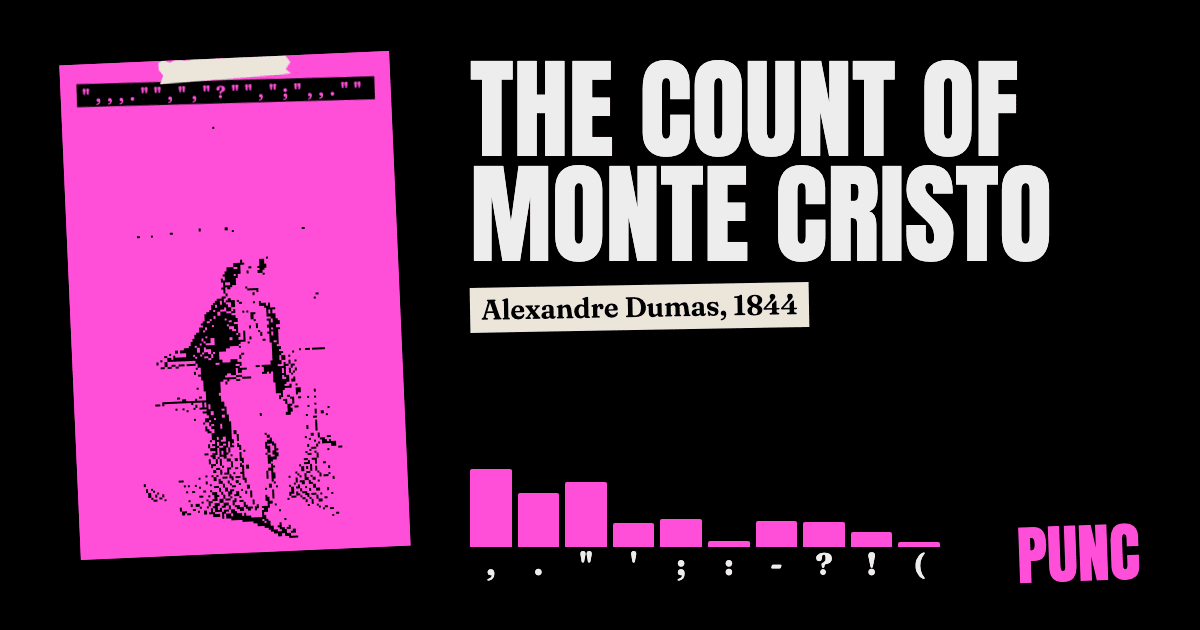 ",,,."",","?"",";",,.""
THE COUNT OF
MONTE CRISTO
Alexandre Dumas, 1844
, . " ' ; : - ? ! (
PUNC